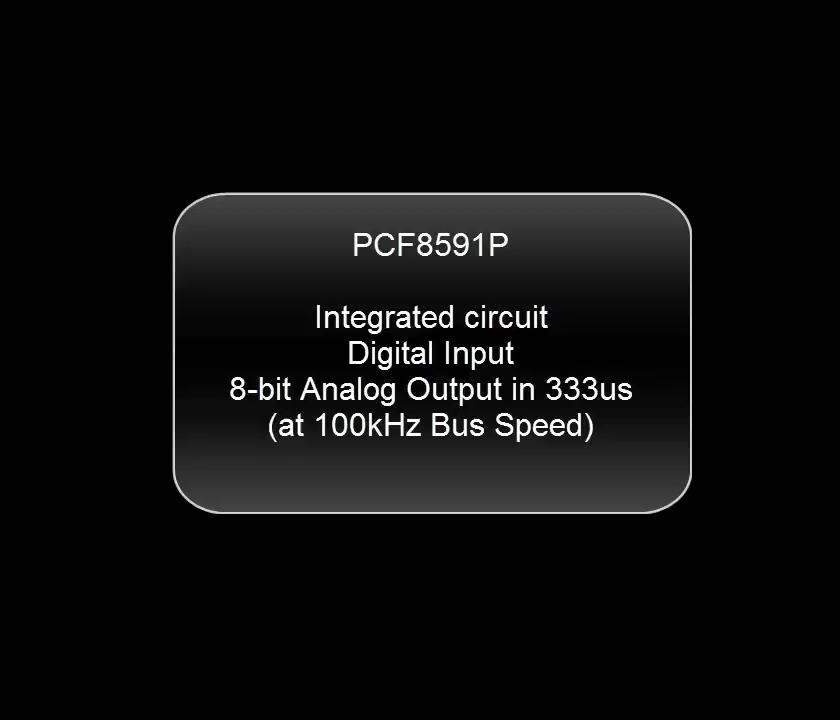 PCF8591P
Integrated circuit
Digital Input
8-bit Analog Output in 333us
(at 100kHz Bus Speed)